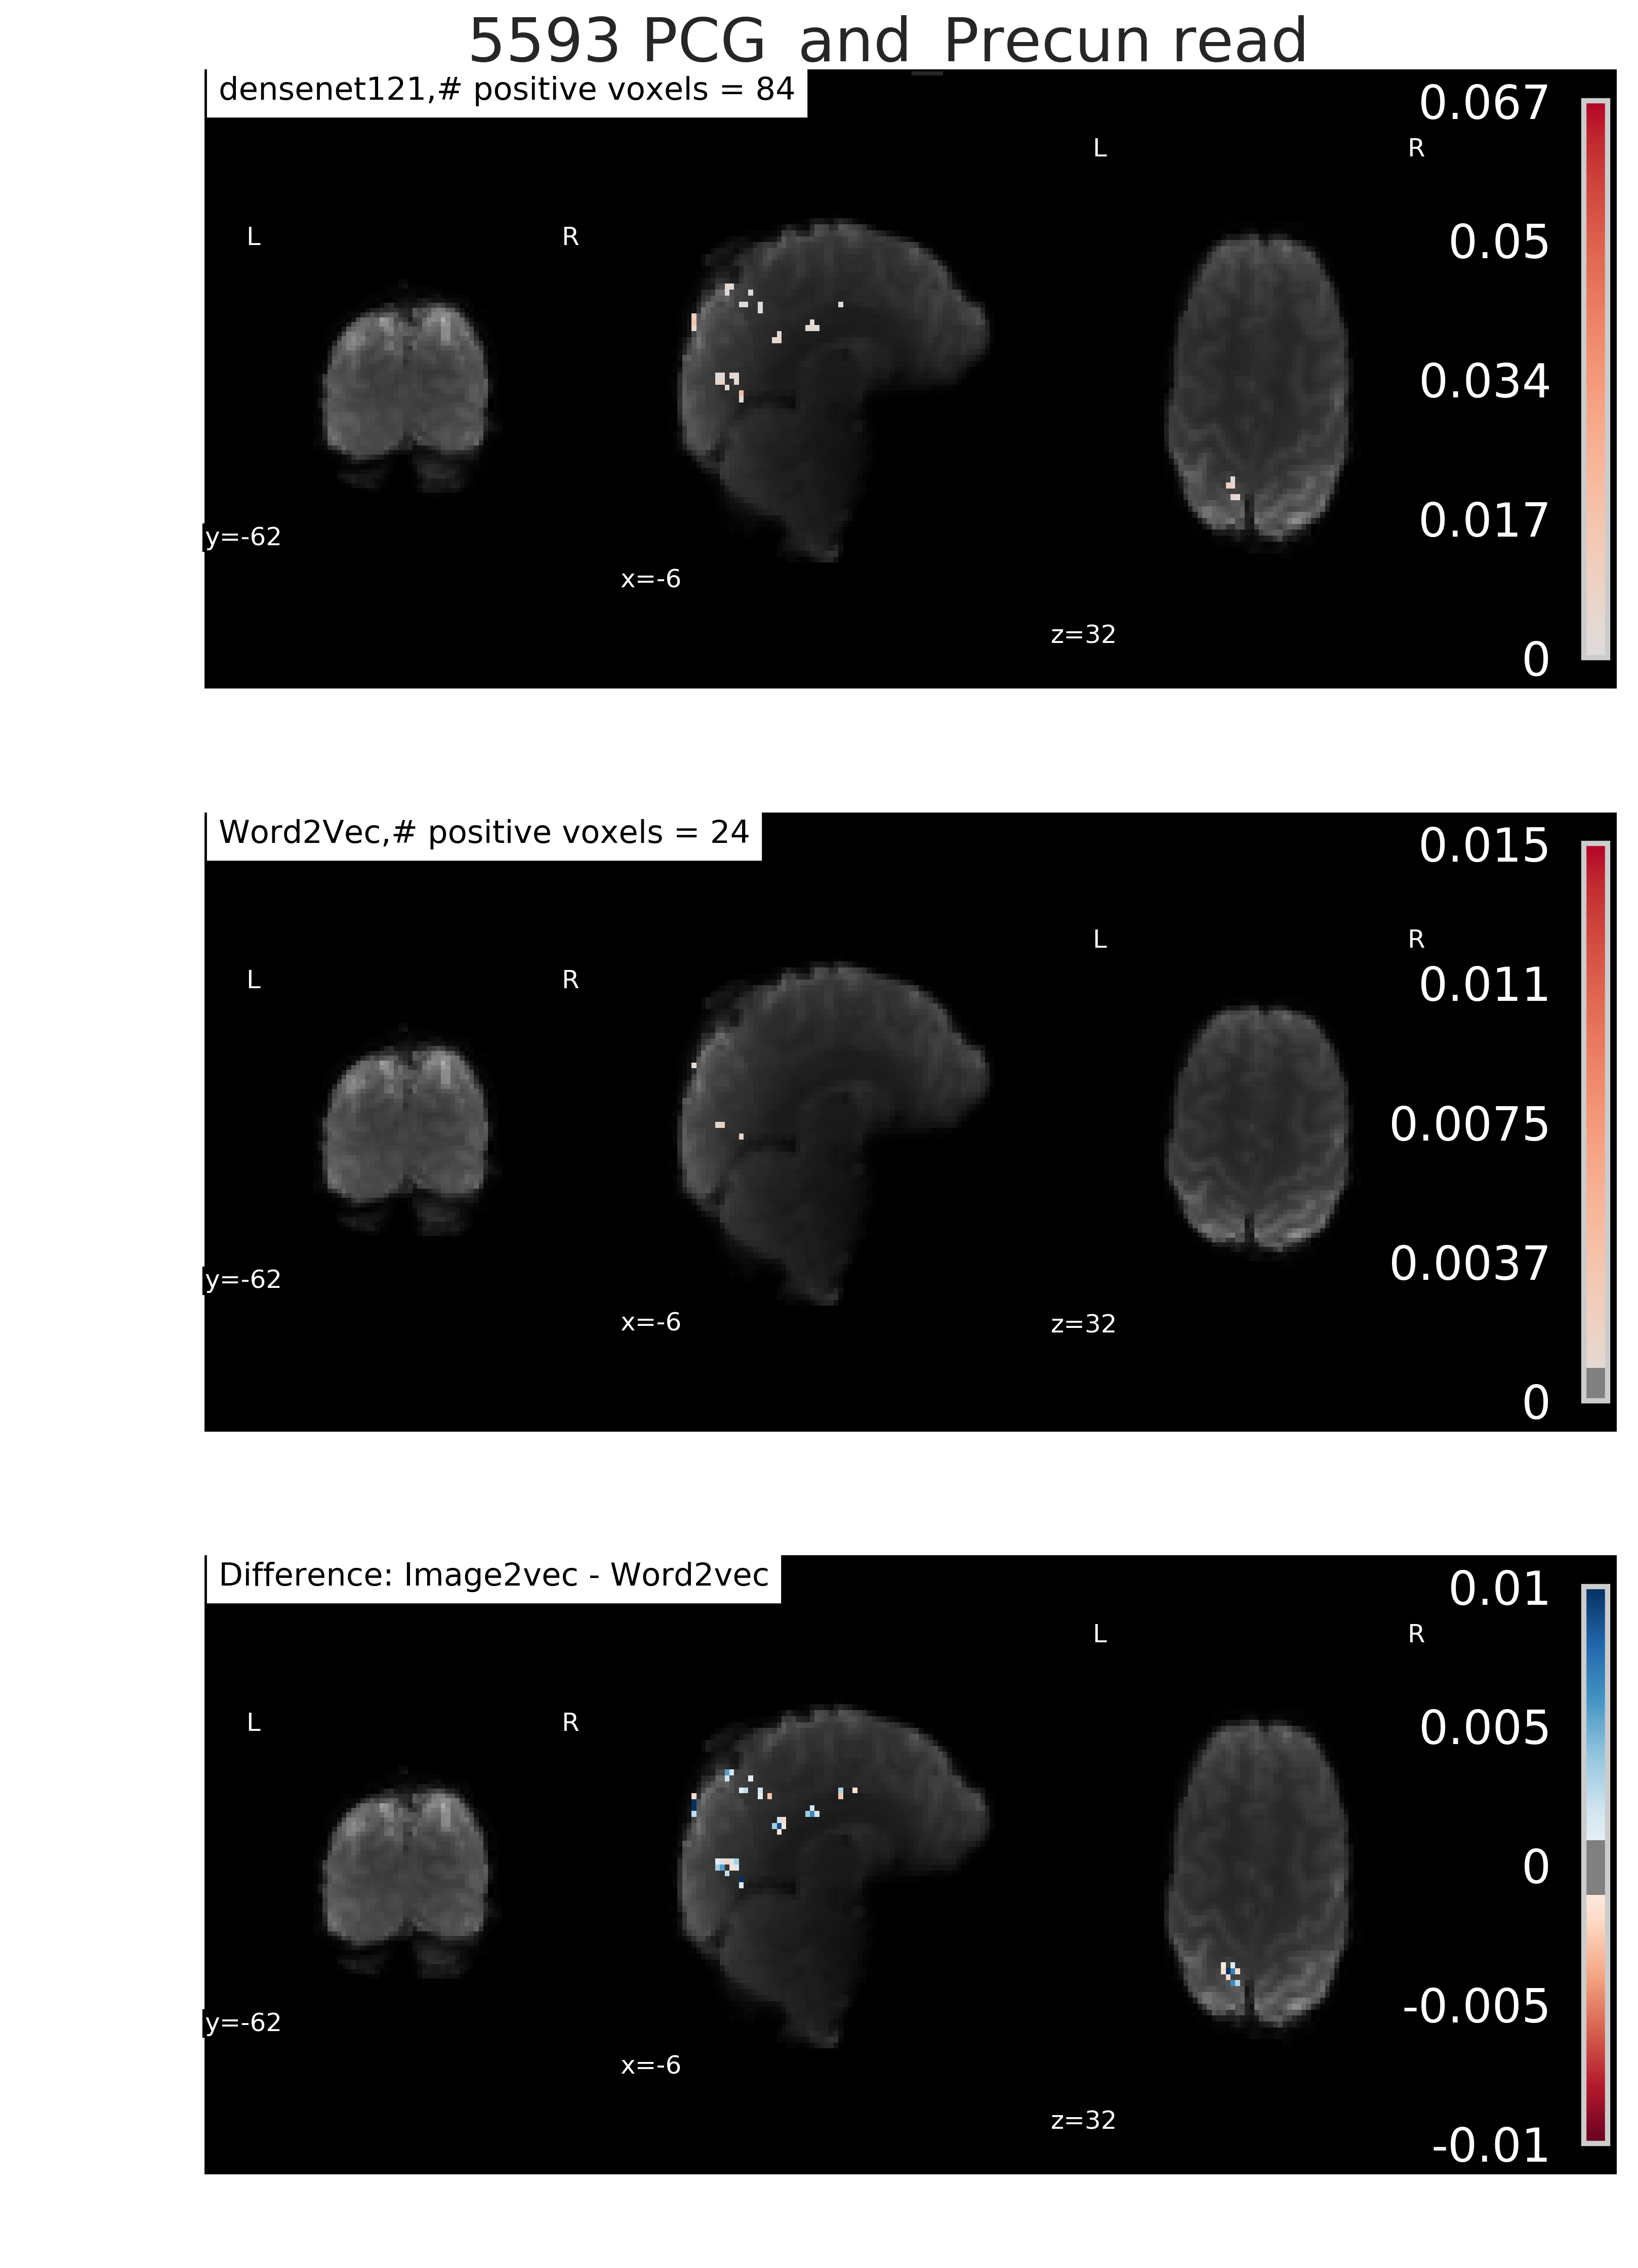 5593 PCG_and_Precun read
densenet121,# positive voxels = 84
0.067
L R
0.05
L R
0.034
0.017
y=-62
x=-6
z=32
0
Word2Vec,# positive voxels = 24
0.015
L R
0.011
L R
0.0075
0.0037
y=-62
x=-6
z=32
0
Difference: Image2vec - Word2vec
0.01
L R
0.005
L R
0
-0.005
y=-62
x=-6
z=32
-0.01